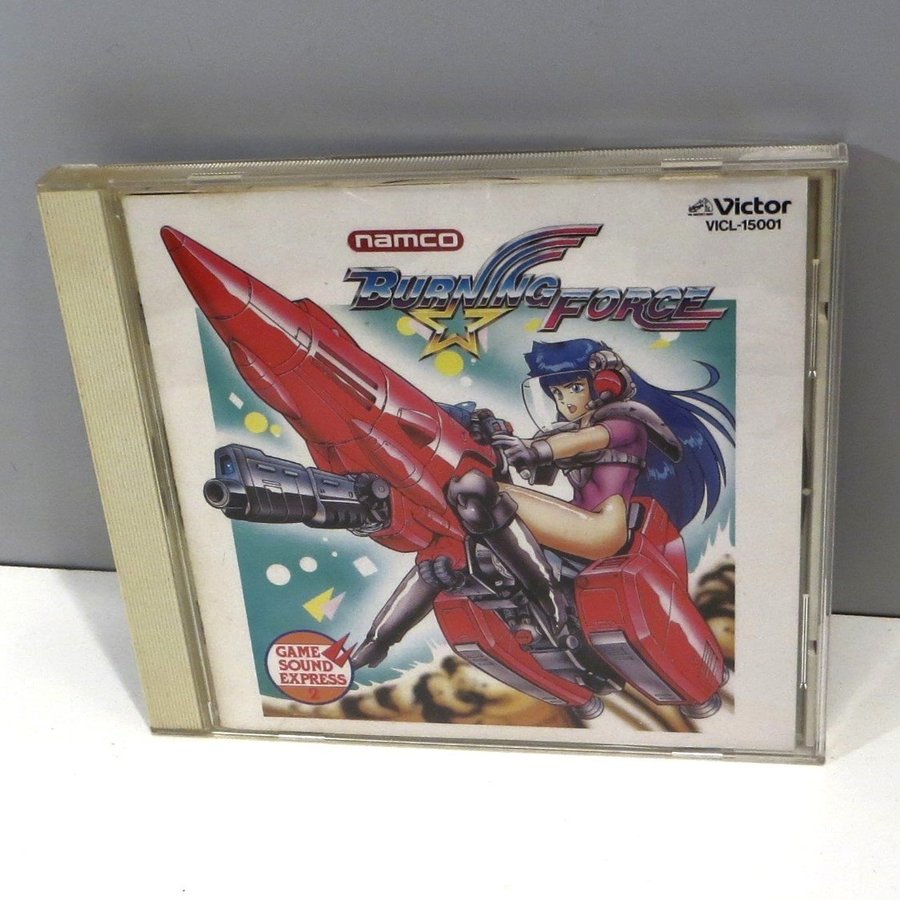 Victor
VICL-15001
namco
BURNING FORCE
GAME
SOUND
EXPRESS
2